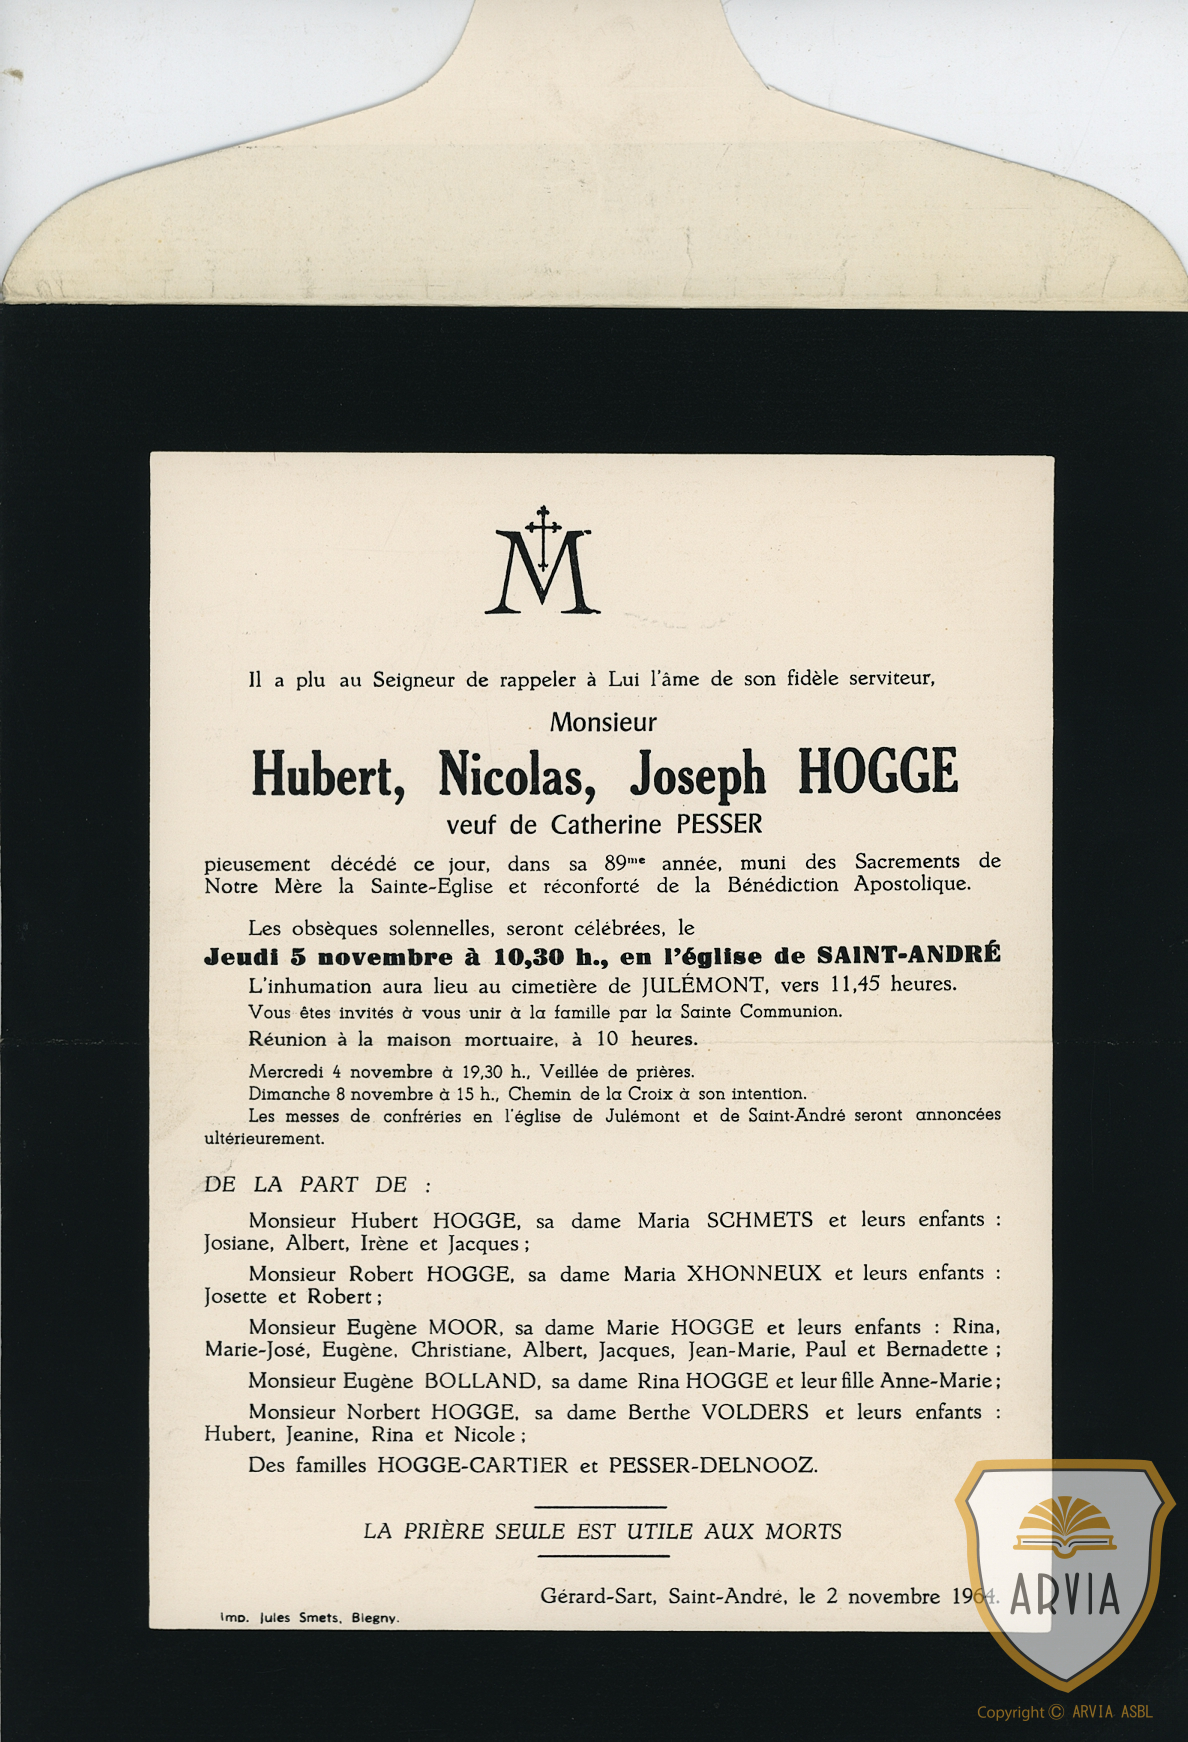 M
Il a plu au Seigneur de rappeler à Lui l'âme de son fidèle serviteur,
Monsieur
Hubert, Nicolas, Joseph HOGGE
veuf de Catherine PESSER
pieusement décédé ce jour, dans sa 89me année, muni des Sacrements de
Notre Mère la Sainte-Eglise et réconforté de la Bénédiction Apostolique.
Les obsèques solennelles, seront célébrées, le
Jeudi 5 novembre à 10,30 h., en l'église de SAINT-ANDRÉ
L'inhumation aura lieu au cimetière de JULÉMONT, vers 11,45 heures.
Vous êtes invités à vous unir à la famille par la Sainte Communion.
Réunion à la maison mortuaire, à 10 heures.
Mercredi 4 novembre à 19,30 h., Veillée de prières.
Dimanche 8 novembre à 15 h., Chemin de la Croix à son intention.
Les messes de confréries en l'église de Julémont et de Saint-André seront annoncées
ultérieurement.
DE LA PART DE :
Monsieur Hubert HOGGE, sa dame Maria SCHMETS et leurs enfants :
Josiane, Albert, Irène et Jacques ;
Monsieur Robert HOGGE, sa dame Maria XHONNEUX et leurs enfants :
Josette et Robert ;
Monsieur Eugène MOOR, sa dame Marie HOGGE et leurs enfants : Rina,
Marie-José, Eugène, Christiane, Albert, Jacques, Jean-Marie, Paul et Bernadette ;
Monsieur Eugène BOLLAND, sa dame Rina HOGGE et leur fille Anne-Marie ;
Monsieur Norbert HOGGE, sa dame Berthe VOLDERS et leurs enfants :
Hubert, Jeanine, Rina et Nicole ;
Des familles HOGGE-CARTIER et PESSER-DELNOOZ.
LA PRIÈRE SEULE EST UTILE AUX MORTS
Gérard-Sart, Saint-André, le 2 novembre 1964.
Imp. Jules Smets, Blegny.
ARVIA
Copyright © ARVIA ASBL